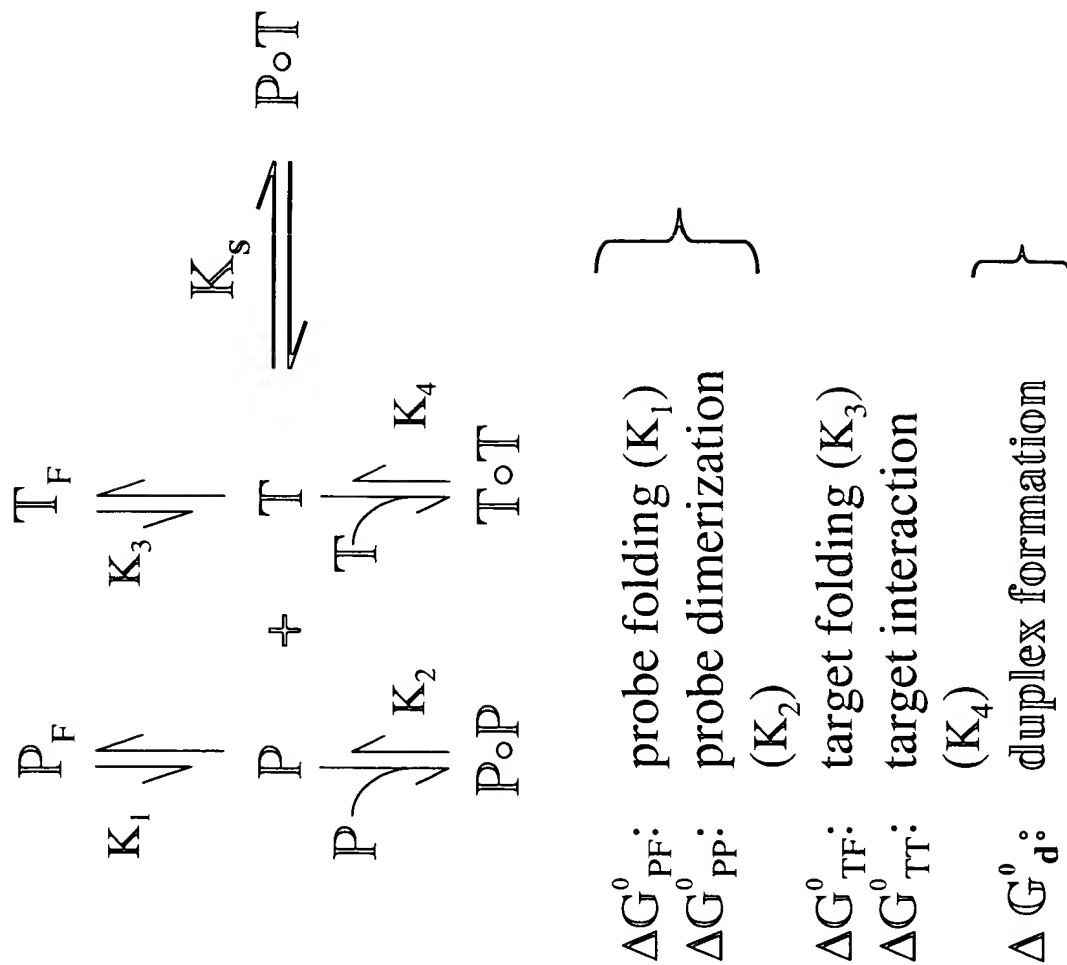 P_F T_F
K_1 K_3
P + T K_s P∘T
P K_2 T K_4
P∘P T∘T
ΔG⁰_PF: probe folding (K_1)
ΔG⁰_PP: probe dimerization
(K_2)
ΔG⁰_TF: target folding (K_3)
ΔG⁰_TT: target interaction
(K_4)
Δ G⁰_d: duplex formation